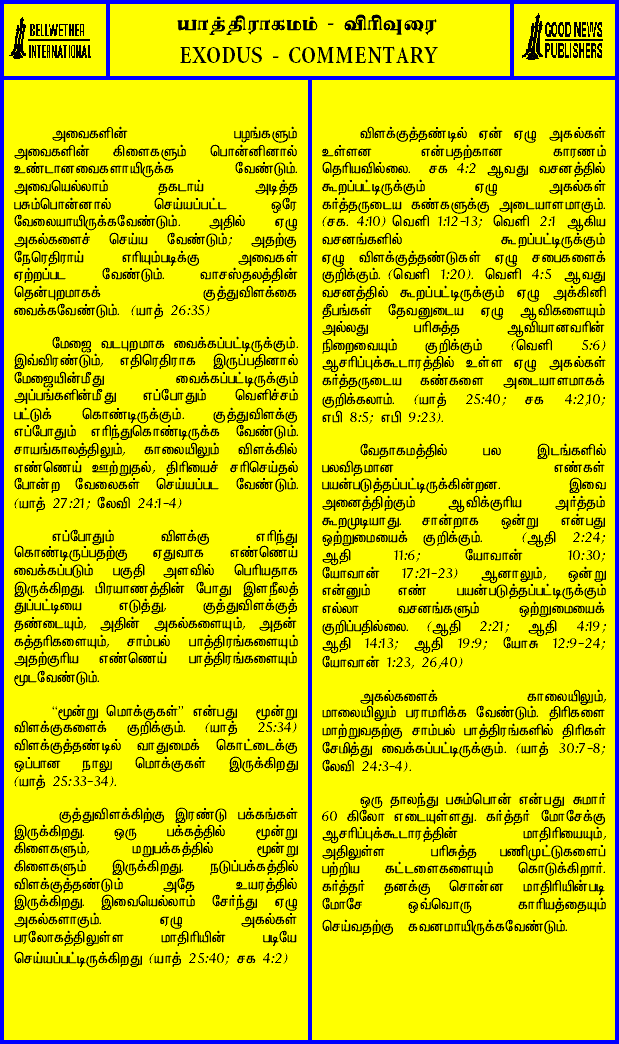 BELLWETHER
INTERNATIONAL
யாத்திராகமம் - விரிவுரை
EXODUS - COMMENTARY
GOOD NEWS
PUBLISHERS
அவைகளின் பழங்களும்
அவைகளின் கிளைகளும் பொன்னினால்
உண்டானவைகளாயிருக்க வேண்டும்.
அவையெல்லாம் தகடாய் அடித்த
பசும்பொன்னால் செய்யப்பட்ட ஒரே
வேலையாயிருக்கவேண்டும். அதில் ஏழு
அகல்களைச் செய்ய வேண்டும்; அதற்கு
நேரெதிராய் எரியும்படிக்கு அவைகள்
ஏற்றப்பட வேண்டும். வாசஸ்தலத்தின்
தென்புறமாகக் குத்துவிளக்கை
வைக்கவேண்டும். (யாத் 26:35)
மேஜை வடபுறமாக வைக்கப்பட்டிருக்கும்.
இவ்விரண்டும், எதிரெதிராக இருப்பதினால்
மேஜையின்மீது வைக்கப்பட்டிருக்கும்
அப்பங்களின்மீது எப்போதும் வெளிச்சம்
பட்டுக் கொண்டிருக்கும். குத்துவிளக்கு
எப்போதும் எரிந்துகொண்டிருக்க வேண்டும்.
சாயங்காலத்திலும், காலையிலும் விளக்கில்
எண்ணெய் ஊற்றுதல், திரியைச் சரிசெய்தல்
போன்ற வேலைகள் செய்யப்பட வேண்டும்.
(யாத் 27:21; லேவி 24:1-4)
எப்போதும் விளக்கு எரிந்து
கொண்டிருப்பதற்கு ஏதுவாக எண்ணெய்
வைக்கப்படும் பகுதி அளவில் பெரியதாக
இருக்கிறது. பிரயாணத்தின் போது இளநீலத்
துப்பட்டியை எடுத்து, குத்துவிளக்குத்
தண்டையும், அதின் அகல்களையும், அதன்
கத்தரிகளையும், சாம்பல் பாத்திரங்களையும்
அதற்குரிய எண்ணெய் பாத்திரங்களையும்
மூடவேண்டும்.
“மூன்று மொக்குகள்” என்பது மூன்று
விளக்குகளைக் குறிக்கும். (யாத் 25:34)
விளக்குத்தண்டில் வாதுமைக் கொட்டைக்கு
ஒப்பான நாலு மொக்குகள் இருக்கிறது
(யாத் 25:33-34).
குத்துவிளக்கிற்கு இரண்டு பக்கங்கள்
இருக்கிறது. ஒரு பக்கத்தில் மூன்று
கிளைகளும், மறுபக்கத்தில் மூன்று
கிளைகளும் இருக்கிறது. நடுப்பக்கத்தில்
விளக்குத்தண்டும் அதே உயரத்தில்
இருக்கிறது. இவையெல்லாம் சேர்ந்து ஏழு
அகல்களாகும். ஏழு அகல்கள்
பரலோகத்திலுள்ள மாதிரியின் படியே
செய்யப்பட்டிருக்கிறது (யாத் 25:40; சக 4:2)
விளக்குத்தண்டில் ஏன் ஏழு அகல்கள்
உள்ளன என்பதற்கான காரணம்
தெரியவில்லை. சக 4:2 ஆவது வசனத்தில்
கூறப்பட்டிருக்கும் ஏழு அகல்கள்
கர்த்தருடைய கண்களுக்கு அடையாளமாகும்.
(சக. 4:10) வெளி 1:12-13; வெளி 2:1 ஆகிய
வசனங்களில் கூறப்பட்டிருக்கும்
ஏழு விளக்குத்தண்டுகள் ஏழு சபைகளைக்
குறிக்கும். (வெளி 1:20). வெளி 4:5 ஆவது
வசனத்தில் கூறப்பட்டிருக்கும் ஏழு அக்கினி
தீபங்கள் தேவனுடைய ஏழு ஆவிகளையும்
அல்லது பரிசுத்த ஆவியானவரின்
நிறைவையும் குறிக்கும் (வெளி 5:6)
ஆசரிப்புக்கூடாரத்தில் உள்ள ஏழு அகல்கள்
கர்த்தருடைய கண்களை அடையாளமாகக்
குறிக்கலாம். (யாத் 25:40; சக 4:2,10;
எபி 8:5; எபி 9:23).
வேதாகமத்தில் பல இடங்களில்
பலவிதமான எண்கள்
பயன்படுத்தப்பட்டிருக்கின்றன. இவை
அனைத்திற்கும் ஆவிக்குரிய அர்த்தம்
கூறமுடியாது. சான்றாக ஒன்று என்பது
ஒற்றுமையைக் குறிக்கும். (ஆதி 2:24;
ஆதி 11:6; யோவான் 10:30;
யோவான் 17:21-23) ஆனாலும், ஒன்று
என்னும் எண் பயன்படுத்தப்பட்டிருக்கும்
எல்லா வசனங்களும் ஒற்றுமையைக்
குறிப்பதில்லை. (ஆதி 2:21; ஆதி 4:19;
ஆதி 14:13; ஆதி 19:9; யோசு 12:9-24;
யோவான் 1:23, 26,40)
அகல்களைக் காலையிலும்,
மாலையிலும் பராமரிக்க வேண்டும். திரிகளை
மாற்றுவதற்கு சாம்பல் பாத்திரங்களில் திரிகள்
சேமித்து வைக்கப்பட்டிருக்கும். (யாத் 30:7-8;
லேவி 24:3-4).
ஒரு தாலந்து பசும்பொன் என்பது சுமார்
60 கிலோ எடையுள்ளது. கர்த்தர் மோசேக்கு
ஆசரிப்புக்கூடாரத்தின் மாதிரியையும்,
அதிலுள்ள பரிசுத்த பணிமுட்டுகளைப்
பற்றிய கட்டளைகளையும் கொடுக்கிறார்.
கர்த்தர் தனக்கு சொன்ன மாதிரியின்படி
மோசே ஒவ்வொரு காரியத்தையும்
செய்வதற்கு கவனமாயிருக்கவேண்டும்.